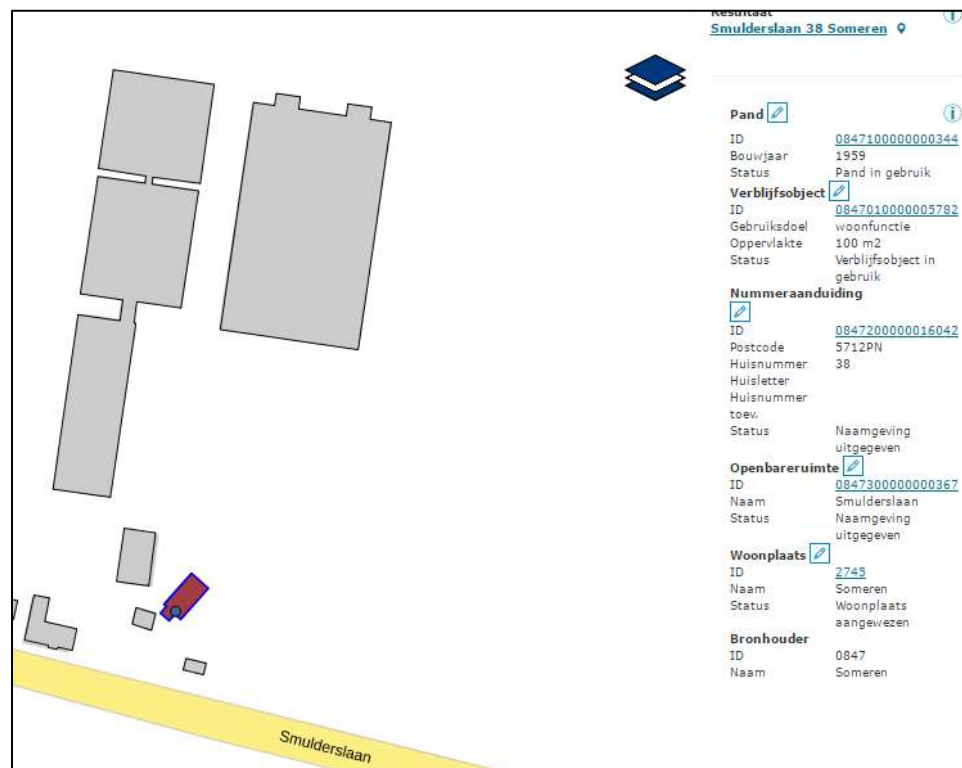 Resultaat
Smulderslaan 38 Someren
Pand
ID 0847100000000344
Bouwjaar 1959
Status Pand in gebruik
Verblijfsobject
ID 0847010000005782
Gebruiksdoel woonfunctie
Oppervlakte 100 m2
Status Verblijfsobject in
gebruik
Nummeraanduiding
ID 0847200000016042
Postcode 5712PN
Huisnummer 38
Huisletter
Huisnummer
toev.
Status Naamgeving
uitgegeven
Openbareruimte
ID 0847300000000367
Naam Smulderslaan
Status Naamgeving
uitgegeven
Woonplaats
ID 2745
Naam Someren
Status Woonplaats
aangewezen
Bronhouder
ID 0847
Naam Someren
Smulderslaan